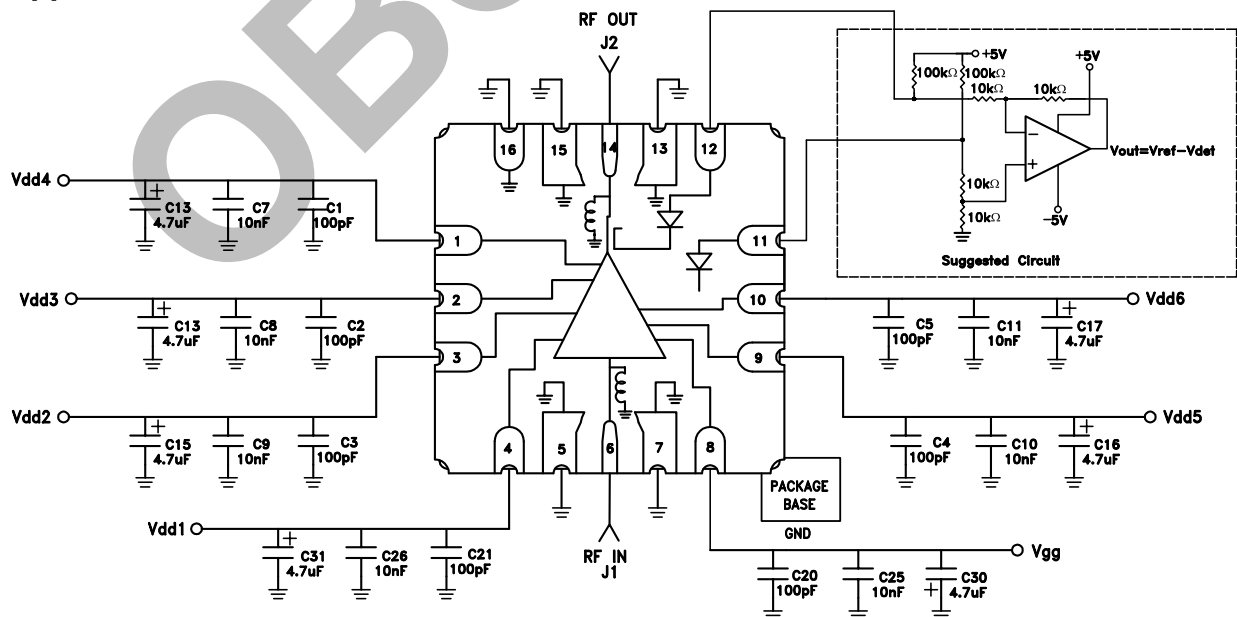 OBS
RF OUT
J2
+5V
100kΩ
100kΩ
10kΩ
10kΩ
+5V
−
+
Vout=Vref-Vdet
10kΩ
10kΩ
-5V
Suggested Circuit
16
15
14
13
12
Vdd4
+
C13
4.7uF
C7
10nF
C1
100pF
1
11
Vdd3
+
C13
4.7uF
C8
10nF
C2
100pF
2
10
Vdd6
C5
100pF
C11
10nF
+
C17
4.7uF
3
9
Vdd2
+
C15
4.7uF
C9
10nF
C3
100pF
Vdd5
C4
100pF
C10
10nF
+
C16
4.7uF
4
5
6
7
8
PACKAGE
BASE
GND
Vdd1
+
C31
4.7uF
C26
10nF
C21
100pF
RF IN
J1
Vgg
C20
100pF
C25
10nF
+
C30
4.7uF